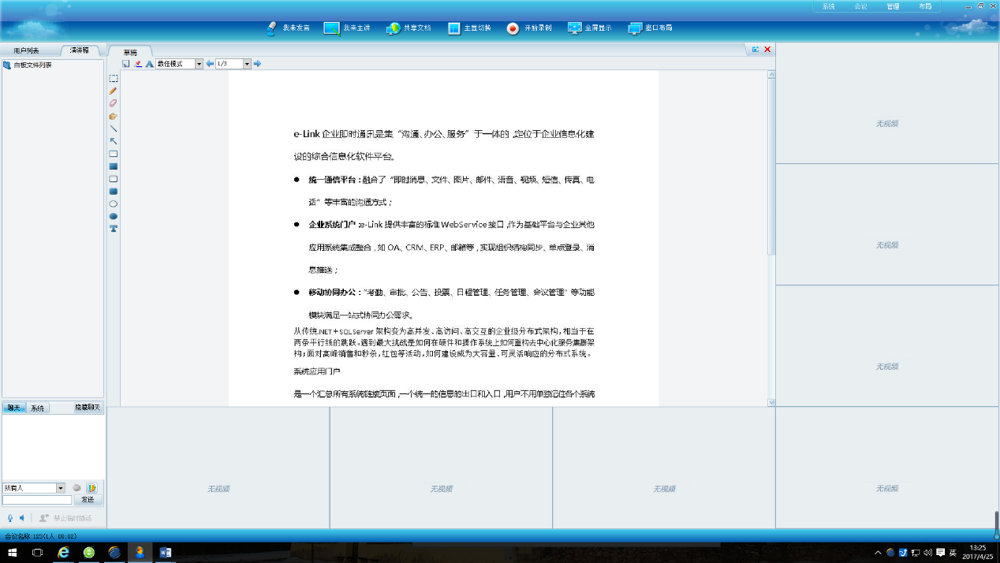 系统 会议 管理 布局
我来发言 我来主讲 共享文档 主显切换 开始录制 全屏显示 窗口布局
用户列表 演讲稿 草稿
最佳模式 1/3
白板文件列表
e-Link 企业即时通讯是集“沟通、办公、服务”于一体的,定位于企业信息化建
设的综合信息化软件平台。
● 统一通信平台:融合了“即时消息、文件、图片、邮件、语音、视频、短信、传真、电
话”等丰富的沟通方式;
● 企业系统门户:e-Link 提供丰富的标准WebService 接口,作为基础平台与企业其他
应用系统集成整合,如 OA、CRM、ERP、邮箱等,实现组织结构同步、单点登录、消
息推送;
● 移动协同办公:“考勤、审批、公告、投票、日程管理、任务管理、会议管理”等功能
模块满足一站式协同办公需求。
从传统.NET+SQLServer 架构变为高并发、高访问、高交互的企业级分布式架构,相当于在
两条平行线的跳跃。遇到最大挑战是如何在硬件和操作系统上如何重构去中心化服务集群架
构;面对高峰销售和秒杀,红包等活动,如何建设成为大容量、可灵活响应的分布式系统。
系统应用门户
是一个汇总所有系统链接页面,一个统一的信息的出口和入口,用户不用单独记住各个系统
无视频
无视频
无视频
聊天 系统 隐藏聊天
所有人
发送
无视频 无视频 无视频 无视频
禁止临时插话
会议名称:123(1人 00:02)
英
13:25
2017/4/25